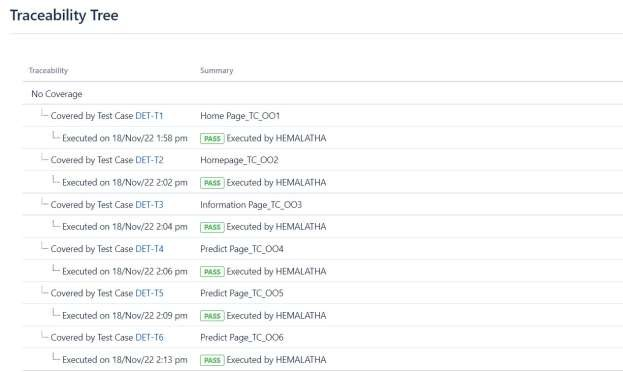 Traceability Tree
Traceability Summary
No Coverage
Covered by Test Case DET-T1 Home Page_TC_OO1
Executed on 18/Nov/22 1:58 pm PASS Executed by HEMALATHA
Covered by Test Case DET-T2 Homepage_TC_OO2
Executed on 18/Nov/22 2:02 pm PASS Executed by HEMALATHA
Covered by Test Case DET-T3 Information Page_TC_OO3
Executed on 18/Nov/22 2:04 pm PASS Executed by HEMALATHA
Covered by Test Case DET-T4 Predict Page_TC_OO4
Executed on 18/Nov/22 2:06 pm PASS Executed by HEMALATHA
Covered by Test Case DET-T5 Predict Page_TC_OO5
Executed on 18/Nov/22 2:09 pm PASS Executed by HEMALATHA
Covered by Test Case DET-T6 Predict Page_TC_OO6
Executed on 18/Nov/22 2:13 pm PASS Executed by HEMALATHA